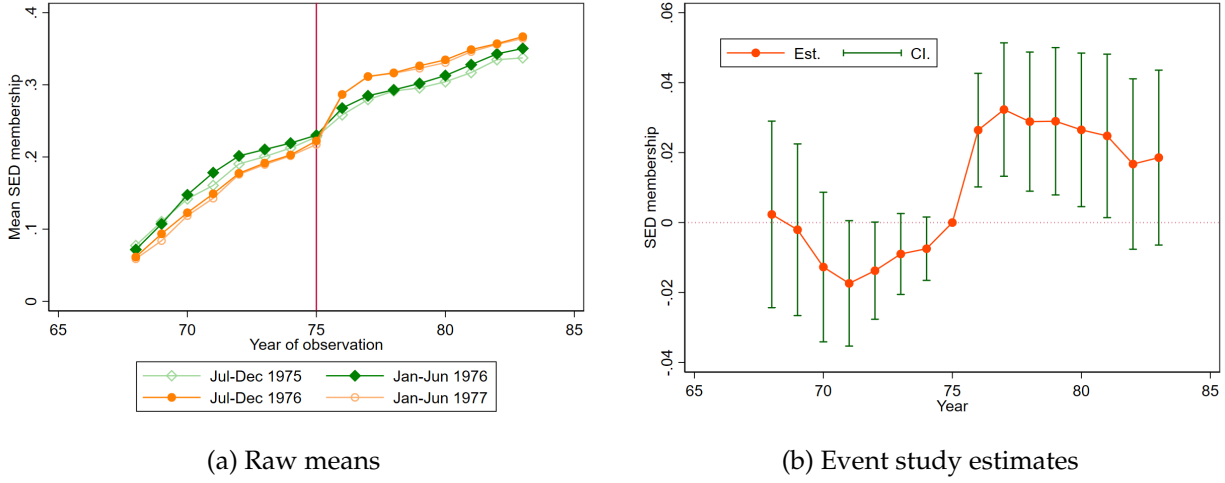 .4
.3
.2
.1
0
Mean SED membership
65 70 75 80 85
Year of observation
Jul-Dec 1975 Jan-Jun 1976
Jul-Dec 1976 Jan-Jun 1977
(a) Raw means
.06
.04
.02
0
-.02
-.04
SED membership
Est. CI.
65 70 75 80 85
Year
(b) Event study estimates